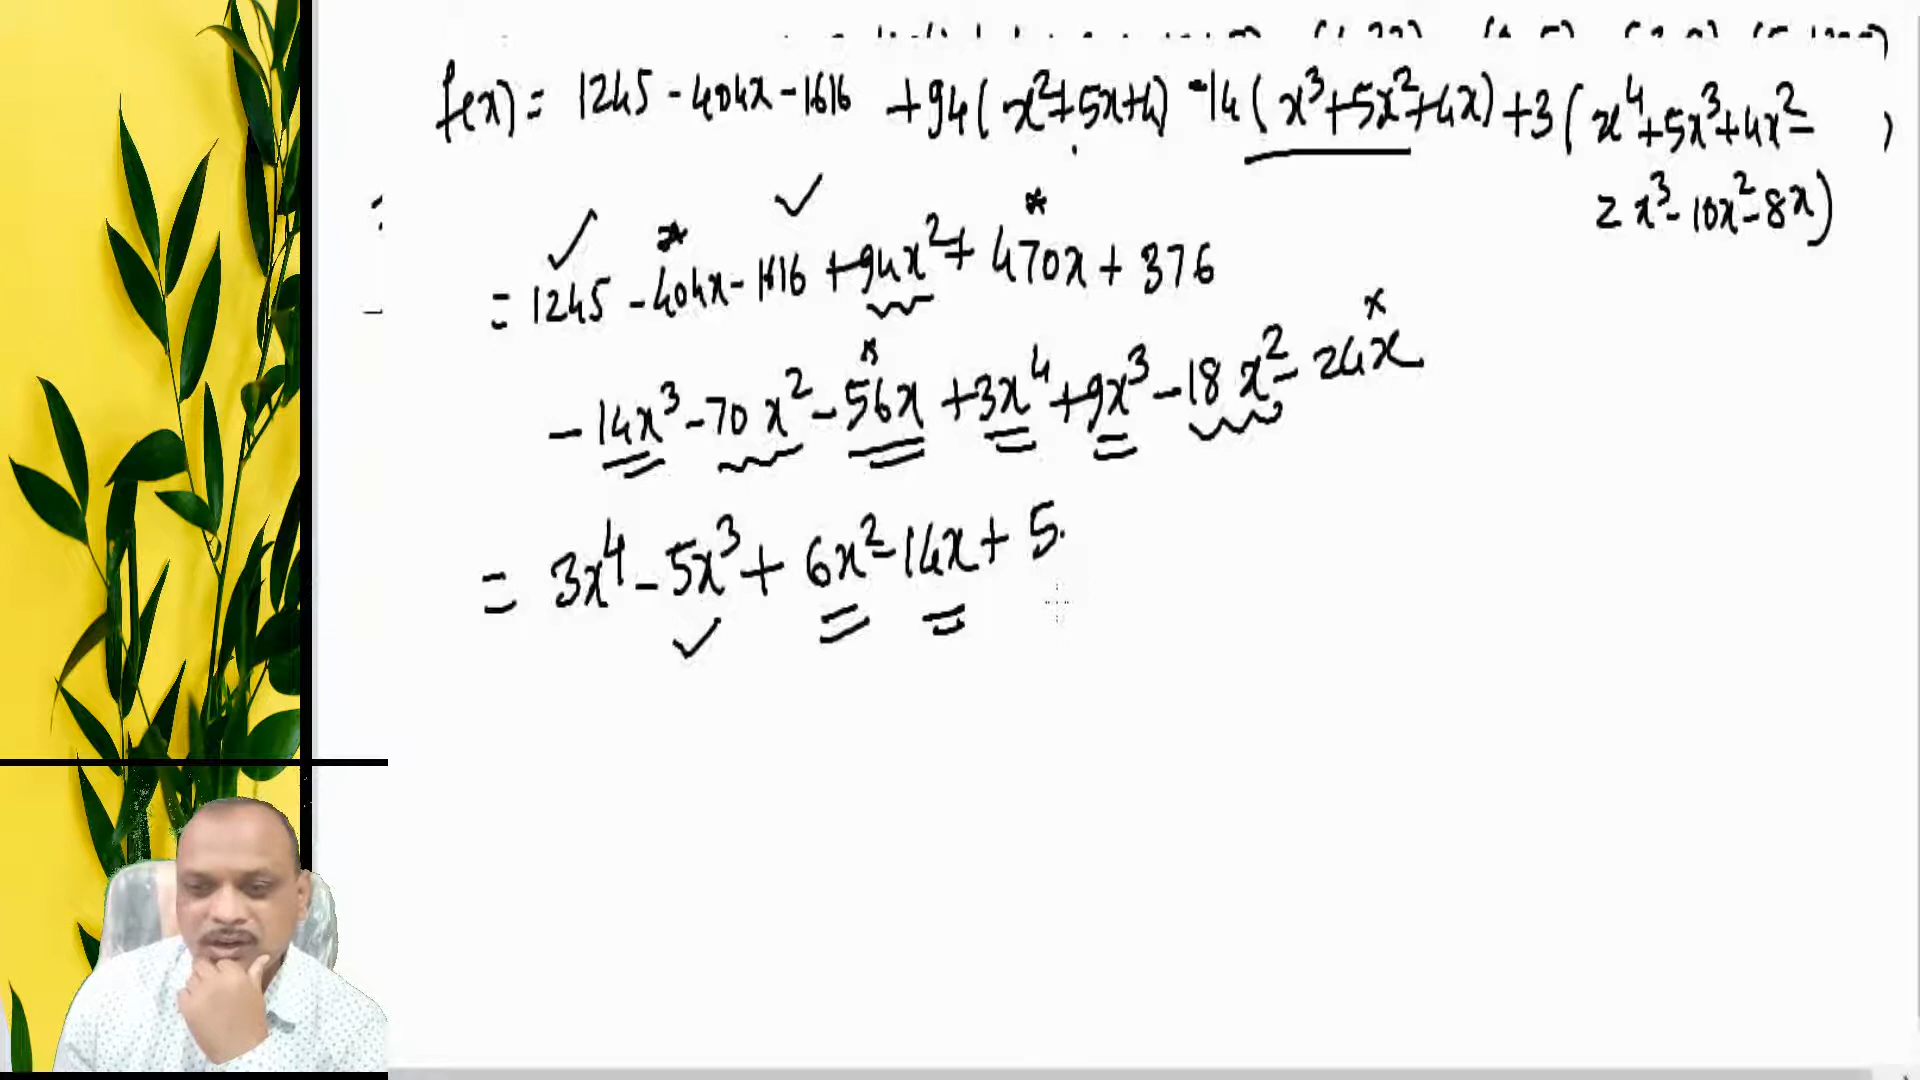 f(x) = 1245 - 404x - 1616 + 94(x²+5x+4) - 14(x³+5x²+4x) + 3(x⁴+5x³+4x²- )
2x³- 10x²- 8x)
= 1245 - 404x - 1616 + 94x² + 470x + 376
- 14x³ - 70x² - 56x + 3x⁴ + 9x³ - 18x² - 24x
= 3x⁴ - 5x³ + 6x² - 14x + 5.